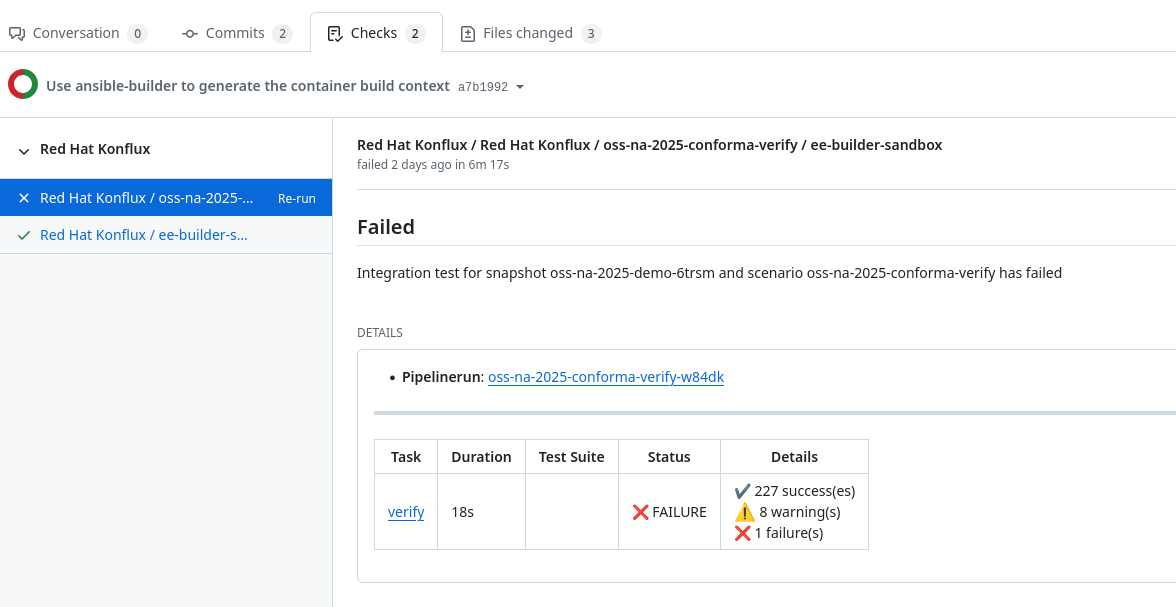 Conversation 0 Commits 2 Checks 2 Files changed 3
Use ansible-builder to generate the container build context a7b1992
Red Hat Konflux
Red Hat Konflux / oss-na-2025-... Re-run
Red Hat Konflux / ee-builder-s...
Red Hat Konflux / Red Hat Konflux / oss-na-2025-conforma-verify / ee-builder-sandbox
failed 2 days ago in 6m 17s
Failed
Integration test for snapshot oss-na-2025-demo-6trsm and scenario oss-na-2025-conforma-verify has failed
DETAILS
• Pipelinerun: oss-na-2025-conforma-verify-w84dk
Task Duration Test Suite Status Details
verify 18s ❌ FAILURE ✔️ 227 success(es)
⚠️ 8 warning(s)
❌ 1 failure(s)